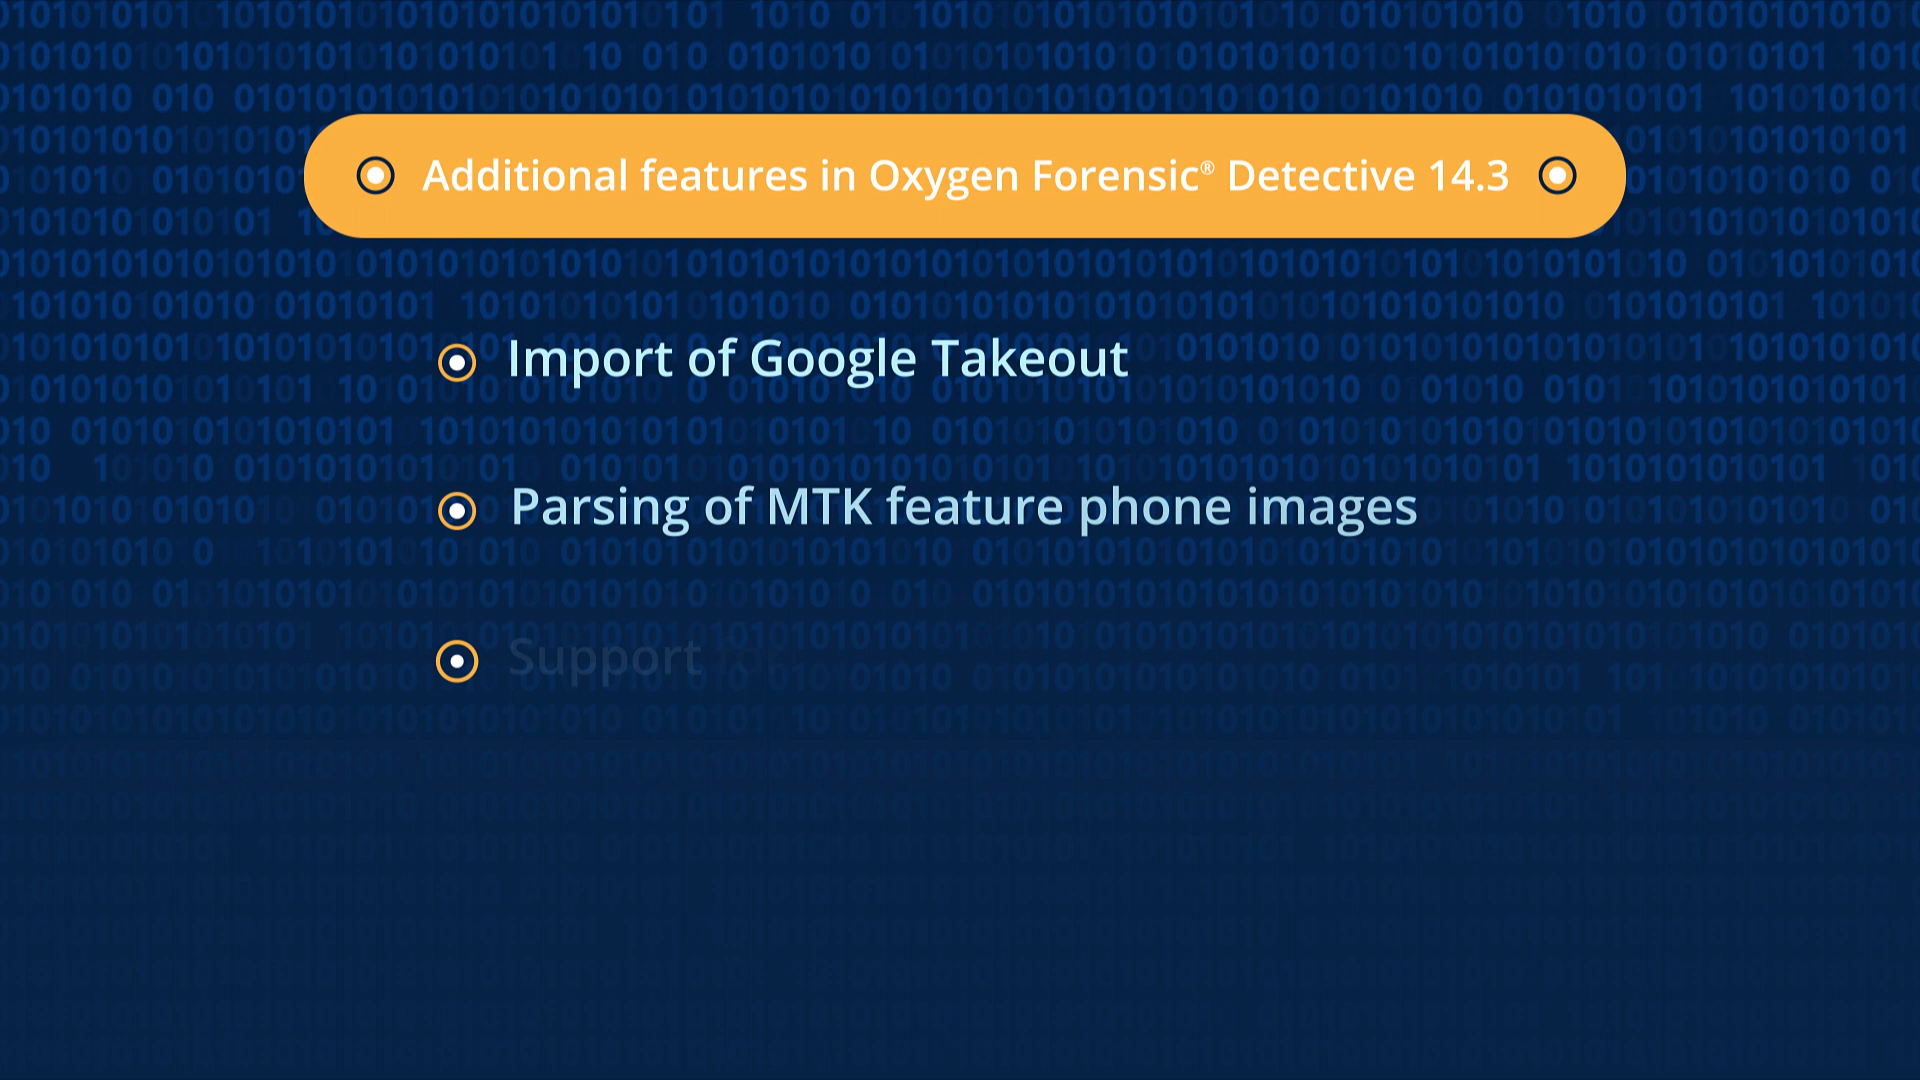 Additional features in Oxygen Forensic® Detective 14.3
Import of Google Takeout
Parsing of MTK feature phone images
Support for